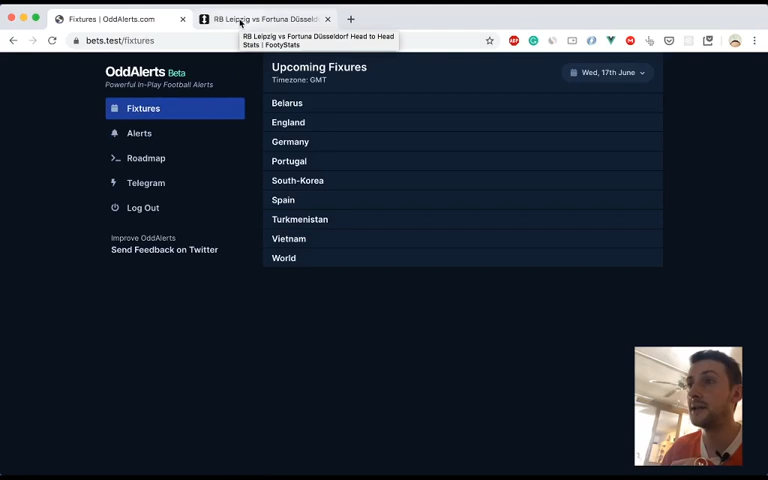 Fixtures | OddAlerts.com
RB Leipzig vs Fortuna Düsseld
bets.test/fixtures
RB Leipzig vs Fortuna Düsseldorf Head to Head
Stats | FootyStats
OddAlerts Beta
Powerful In-Play Football Alerts
Fixtures
Alerts
Roadmap
Telegram
Log Out
Improve OddAlerts
Send Feedback on Twitter
Upcoming Fixures
Timezone: GMT
Wed, 17th June
Belarus
England
Germany
Portugal
South-Korea
Spain
Turkmenistan
Vietnam
World